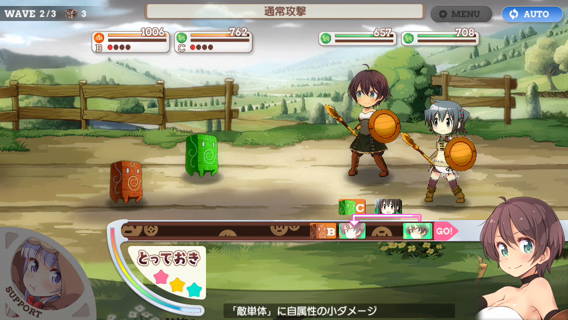 WAVE 2/3 3
通常攻撃
MENU
AUTO
B 1006
C 762
657
708
C
B
GO!
とっておき
SUPPORT
「敵単体」に自属性の小ダメージ